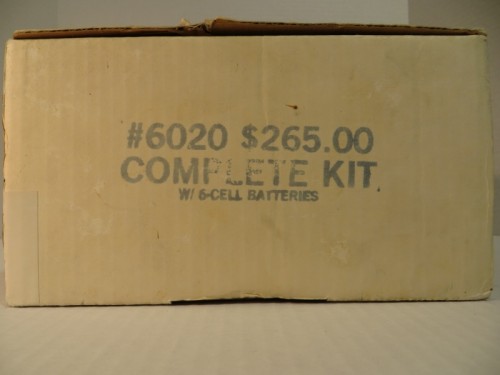 #6020 $265.00
COMPLETE KIT
W/ 6-CELL BATTERIES